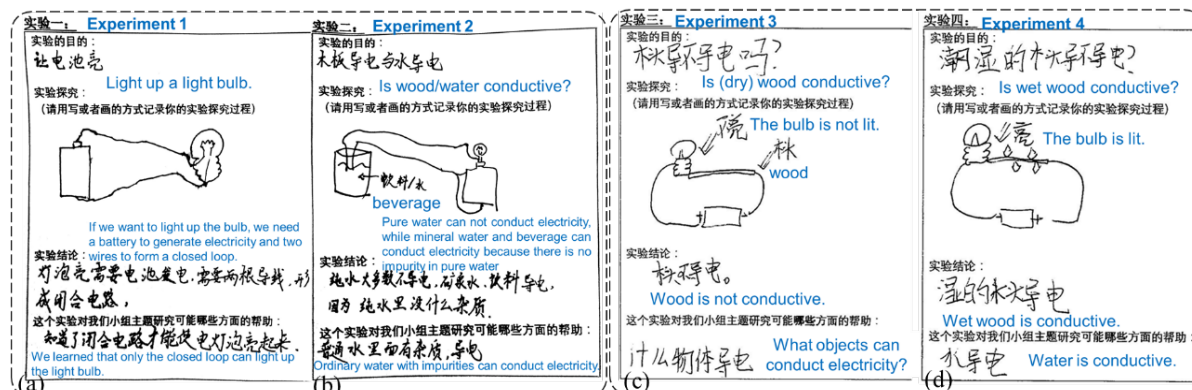 实验一：Experiment 1
实验的目的：
让电池亮
Light up a light bulb.
实验探究：
（请用写或者画的方式记录你的实验探究过程）
If we want to light up the bulb, we need
a battery to generate electricity and two
wires to form a closed loop.
实验结论：
灯泡亮需要电池发电，需要两根导线，形
成闭合电路，
这个实验对我们小组主题研究可能哪些方面的帮助：
知道了闭合电路才能使电灯泡亮起来.
We learned that only the closed loop can light up
the light bulb.
(a)
实验二：Experiment 2
实验的目的：
木板导电与水导电
Is wood/water conductive?
实验探究：
（请用写或者画的方式记录你的实验探究过程）
饮料/水
beverage
Pure water can not conduct electricity,
while mineral water and beverage can
conduct electricity because there is no
impurity in pure water
实验结论：
纯水大多数不导电，矿泉水、饮料导电，
因为 纯水里没什么杂质.
这个实验对我们小组主题研究可能哪些方面的帮助：
普通水里面有杂质，导电
Ordinary water with impurities can conduct electricity.
(b)
实验三：Experiment 3
实验的目的：
木头导不导电吗？
Is (dry) wood conductive?
实验探究：
（请用写或者画的方式记录你的实验探究过程）
The bulb is not lit.
wood
实验结论：
Wood is not conductive.
这个实验对我们小组主题研究可能哪些方面的帮助：
什么物体导电
What objects can
conduct electricity?
(c)
实验四：Experiment 4
实验的目的：
潮湿的木头导不导电？
Is wet wood conductive?
实验探究：
（请用写或者画的方式记录你的实验探究过程）
亮
The bulb is lit.
实验结论：
湿的木头导电
Wet wood is conductive.
这个实验对我们小组主题研究可能哪些方面的帮助：
水导电
Water is conductive.
(d)